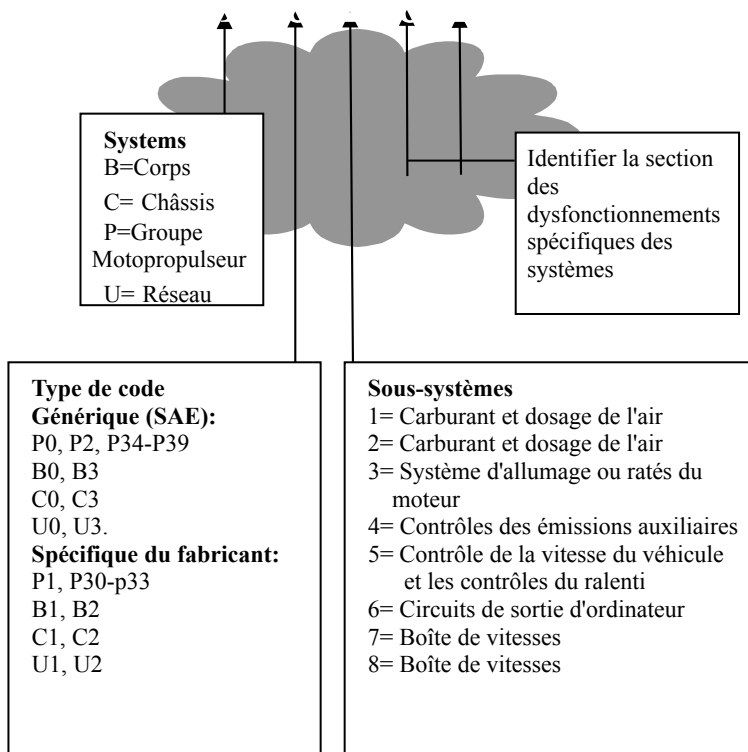 Systems
B=Corps
C= Châssis
P=Groupe
Motopropulseur
U= Réseau
Identifier la section
des
dysfonctionnements
spécifiques des
systèmes
Type de code
Générique (SAE):
P0, P2, P34-P39
B0, B3
C0, C3
U0, U3.
Spécifique du fabricant:
P1, P30-p33
B1, B2
C1, C2
U1, U2
Sous-systèmes
1= Carburant et dosage de l'air
2= Carburant et dosage de l'air
3= Système d'allumage ou ratés du
moteur
4= Contrôles des émissions auxiliaires
5= Contrôle de la vitesse du véhicule
et les contrôles du ralenti
6= Circuits de sortie d'ordinateur
7= Boîte de vitesses
8= Boîte de vitesses